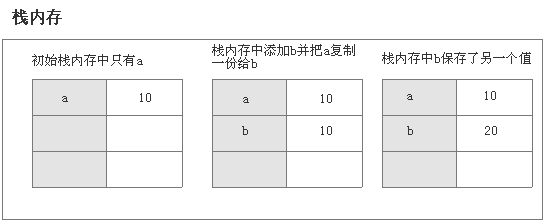 栈内存
初始栈内存中只有a
a 10
栈内存中添加b并把a复制
一份给b
a 10
b 10
栈内存中b保存了另一个值
a 10
b 20